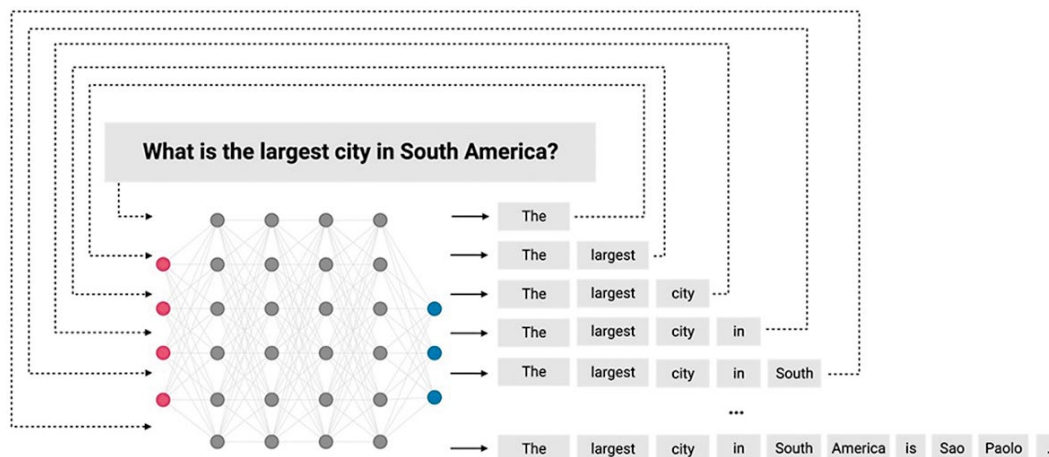 What is the largest city in South America?
The
The largest
The largest city
The largest city in
The largest city in South
...
The largest city in South America is Sao Paolo .